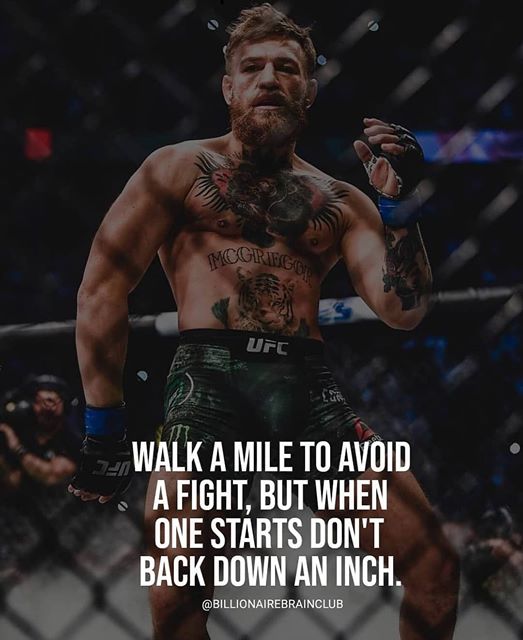 MCGREGOR
UFC
UFC
WALK A MILE TO AVOID
A FIGHT, BUT WHEN
ONE STARTS DON'T
BACK DOWN AN INCH.
@BILLIONAIREBRAINCLUB